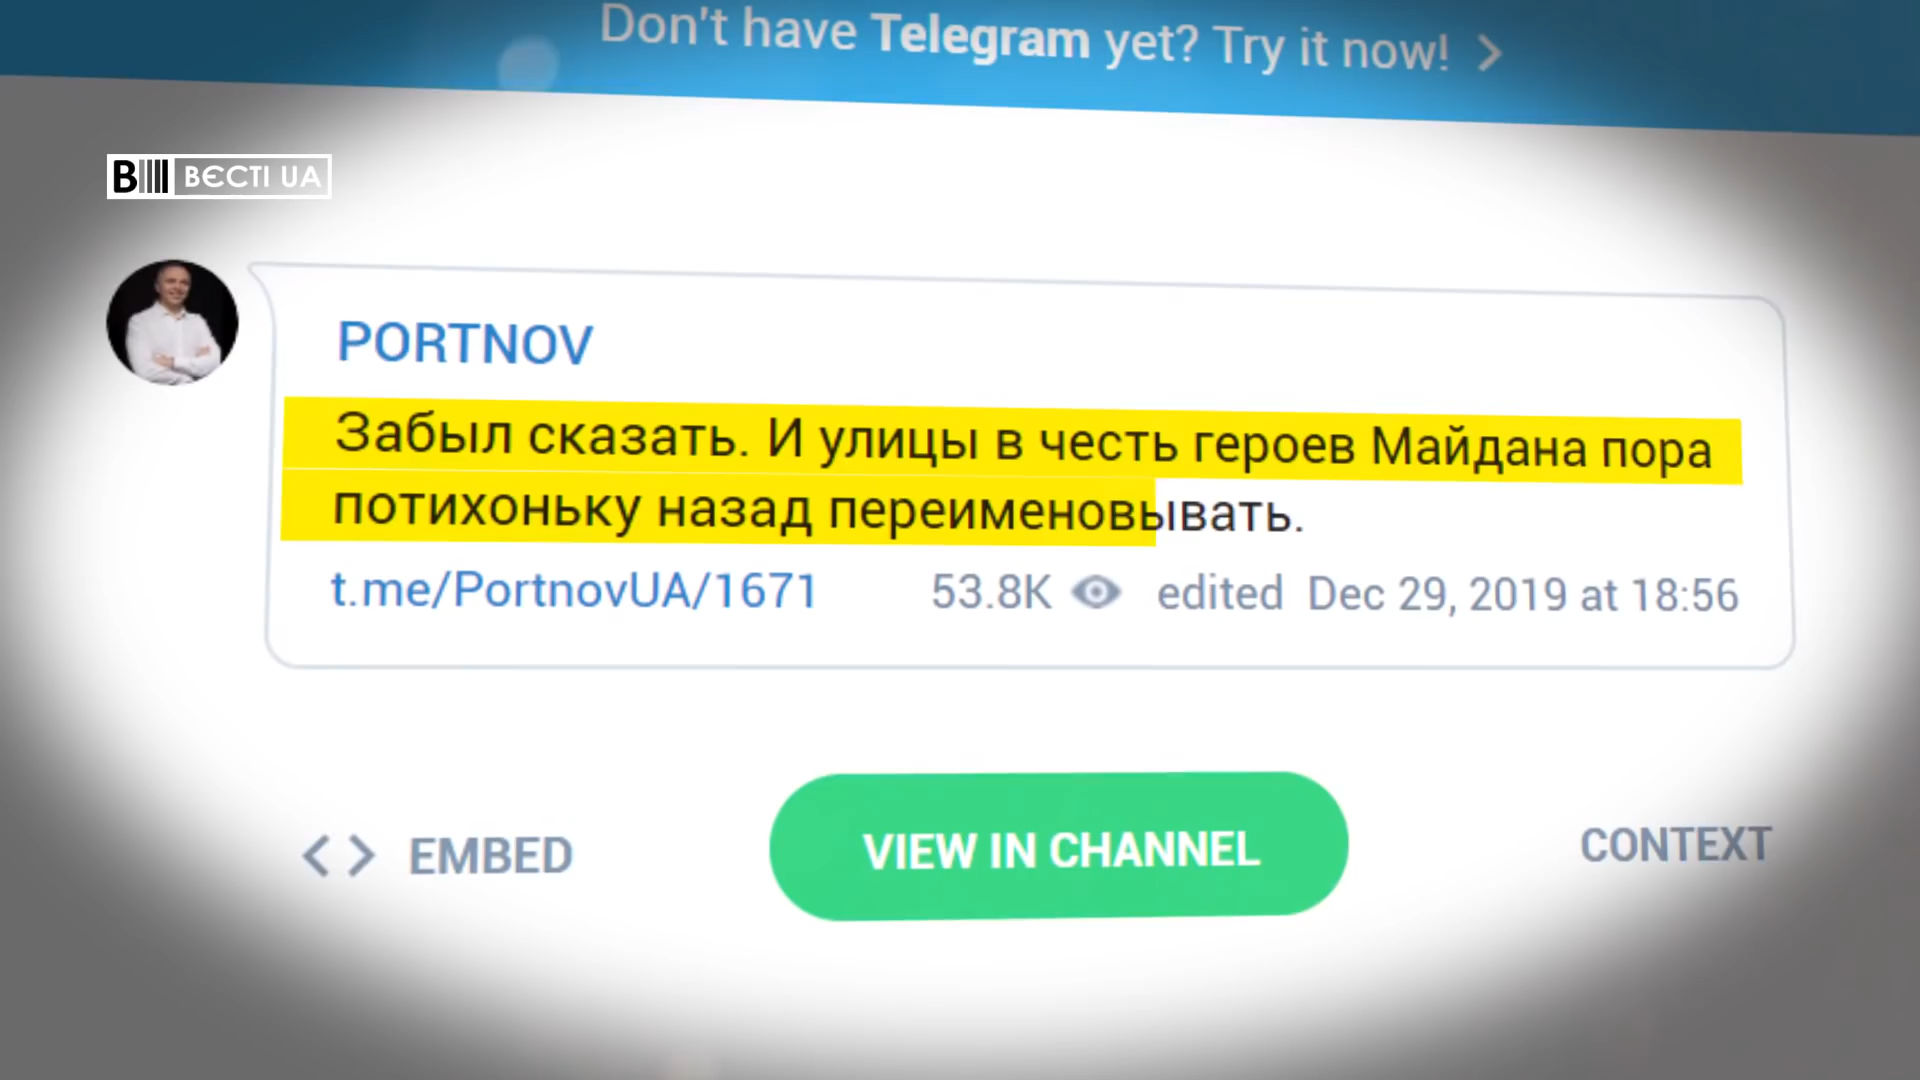 Don't have Telegram yet? Try it now! >
B ВЄСТІ UA
PORTNOV
Забыл сказать. И улицы в честь героев Майдана пора
потихоньку назад переименовывать.
t.me/PortnovUA/1671 53.8K edited Dec 29, 2019 at 18:56
<> EMBED VIEW IN CHANNEL CONTEXT